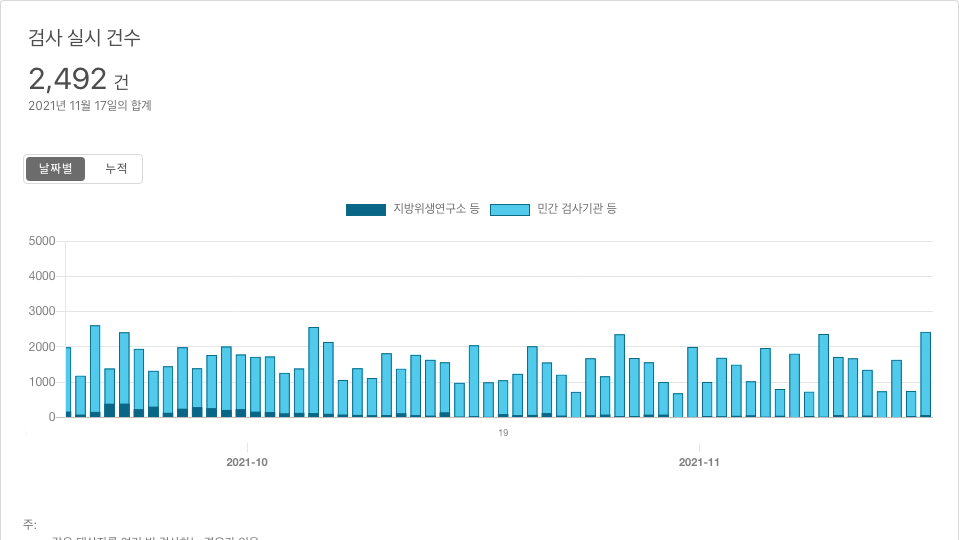 검사 실시 건수
2,492 건
2021년 11월 17일의 합계
날짜별 누적
지방위생연구소 등 민간 검사기관 등
5000
4000
3000
2000
1000
0
19
2021-10 2021-11
주: